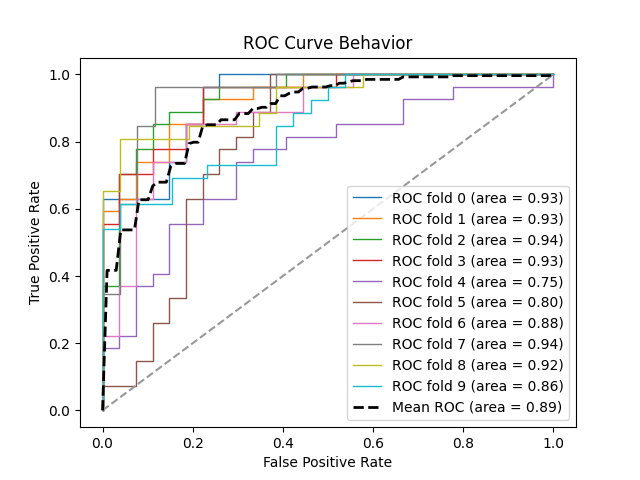 ROC Curve Behavior
True Positive Rate
1.0
0.8
0.6
0.4
0.2
0.0
ROC fold 0 (area = 0.93)
ROC fold 1 (area = 0.93)
ROC fold 2 (area = 0.94)
ROC fold 3 (area = 0.93)
ROC fold 4 (area = 0.75)
ROC fold 5 (area = 0.80)
ROC fold 6 (area = 0.88)
ROC fold 7 (area = 0.94)
ROC fold 8 (area = 0.92)
ROC fold 9 (area = 0.86)
Mean ROC (area = 0.89)
0.0 0.2 0.4 0.6 0.8 1.0
False Positive Rate